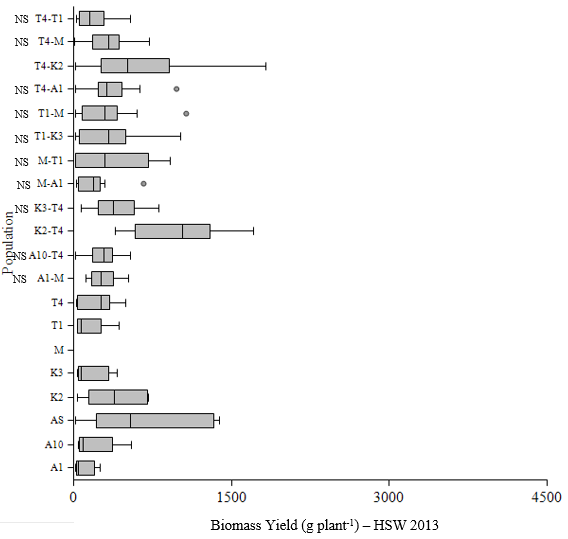 NS T4-T1
NS T4-M
T4-K2
NS T4-A1
NS T1-M
NS T1-K3
NS M-T1
NS M-A1
NS K3-T4
K2-T4
NS A10-T4
NS A1-M
T4
T1
M
K3
K2
AS
A10
A1
Population
0 1500 3000 4500
Biomass Yield (g plant-1) – HSW 2013